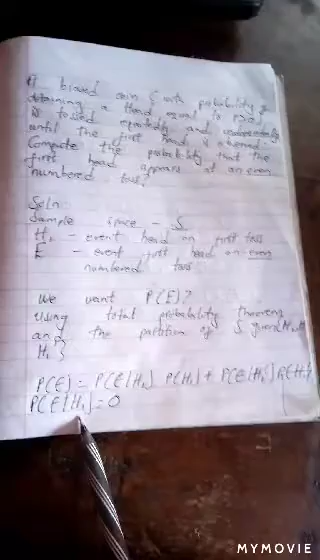 A biased coin (with probability of
obtaining a Head equal to p>0)
is tossed repeatedly and independently
until the first head is observed.
Compute the probability that the
first head appears at an even
numbered toss?
Soln
Sample space - S
H₁ - event head on first toss
E - event first head on even
numbered toss
We want P(E)?
Using total probability theorem
and the partition of S given
H₁ }
P(E) = P(E|H₁) P(H₁) + P(E|H₁ᶜ)
P(E|H₁) = 0
MYMOVIE